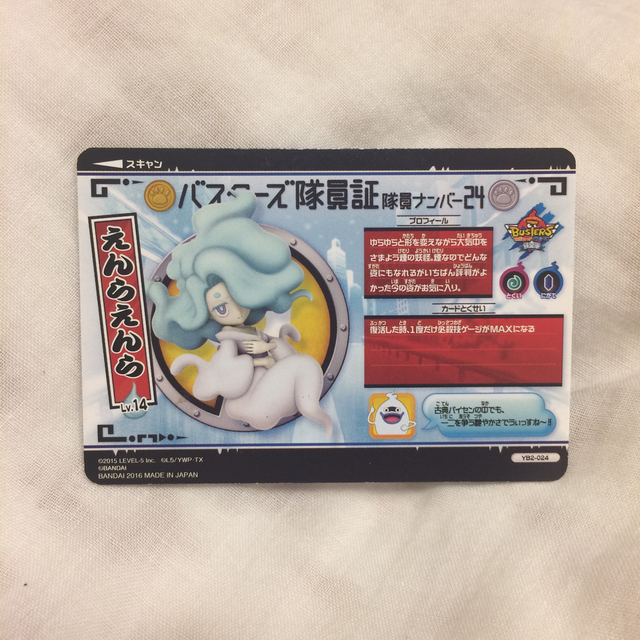 スキャン
バスターズ隊員証 隊員ナンバー24
えんらえんら
Lv.14
プロフィール
ゆらゆらと形を変えながら大気中を
さまよう煙の妖怪。煙なのでどんな
姿にもなれるがいちばん評判がよ
かった今の姿がお気に入り。
BUSTERS
とくい
にがて
カードとくせい
復活した時、1度だけ必殺技ゲージがMAXになる
古典パイセンの中でも、
一二を争う艶やかさでうぃっすね〜!!
©2015 LEVEL-5 Inc. ©L5/YWP・TX
©BANDAI
BANDAI 2016 MADE IN JAPAN
YB2-024